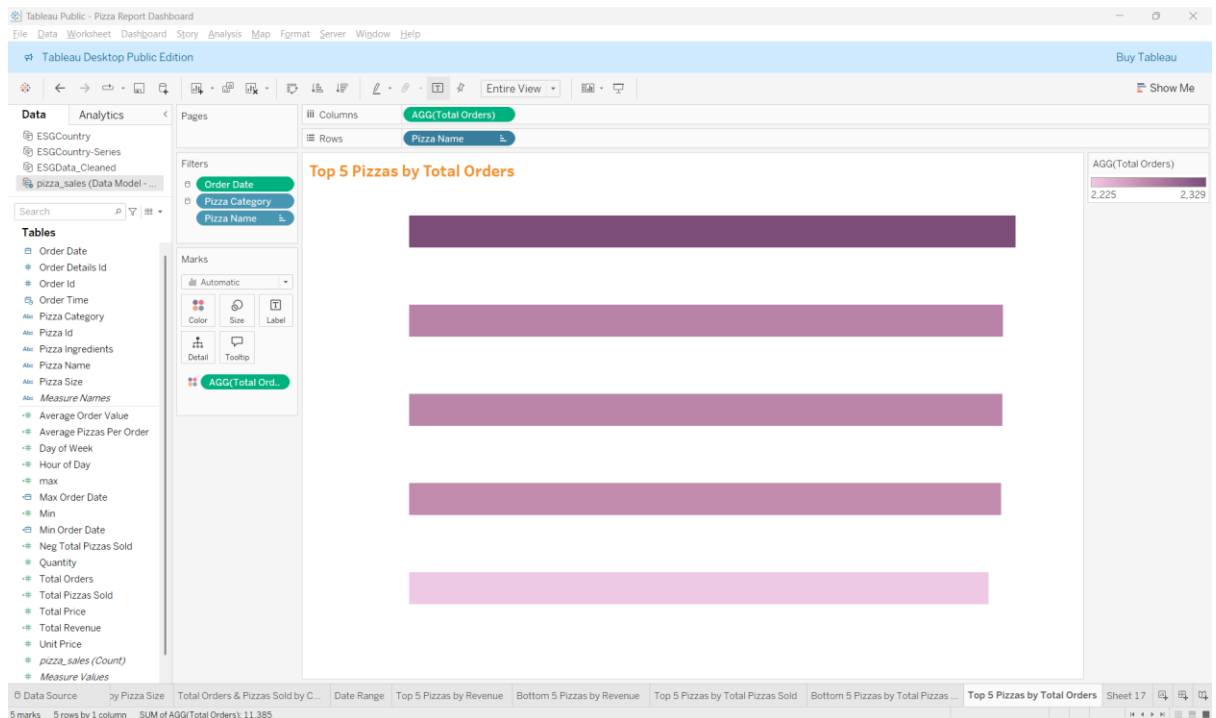 Tableau Public - Pizza Report Dashboard
File Data Worksheet Dashboard Story Analysis Map Format Server Window Help
Tableau Desktop Public Edition
Buy Tableau
Entire View
Show Me
Data Analytics
ESGCountry
ESGCountry-Series
ESGData_Cleaned
pizza_sales (Data Model - ...
Search
Tables
Order Date
Order Details Id
Order Id
Order Time
Abc Pizza Category
Abc Pizza Id
Abc Pizza Ingredients
Abc Pizza Name
Abc Pizza Size
Abc Measure Names
Average Order Value
Average Pizzas Per Order
Day of Week
Hour of Day
max
Max Order Date
Min
Min Order Date
Neg Total Pizzas Sold
Quantity
Total Orders
Total Pizzas Sold
Total Price
Total Revenue
Unit Price
pizza_sales (Count)
Measure Values
Pages
Filters
Order Date
Pizza Category
Pizza Name
Marks
Automatic
Color Size Label
Detail Tooltip
AGG(Total Ord..
Columns AGG(Total Orders)
Rows Pizza Name
Top 5 Pizzas by Total Orders
AGG(Total Orders)
2,225 2,329
Data Source by Pizza Size Total Orders & Pizzas Sold by C... Date Range Top 5 Pizzas by Revenue Bottom 5 Pizzas by Revenue Top 5 Pizzas by Total Pizzas Sold Bottom 5 Pizzas by Total Pizzas ... Top 5 Pizzas by Total Orders Sheet 17
5 marks 5 rows by 1 column SUM of AGG(Total Orders): 11,385